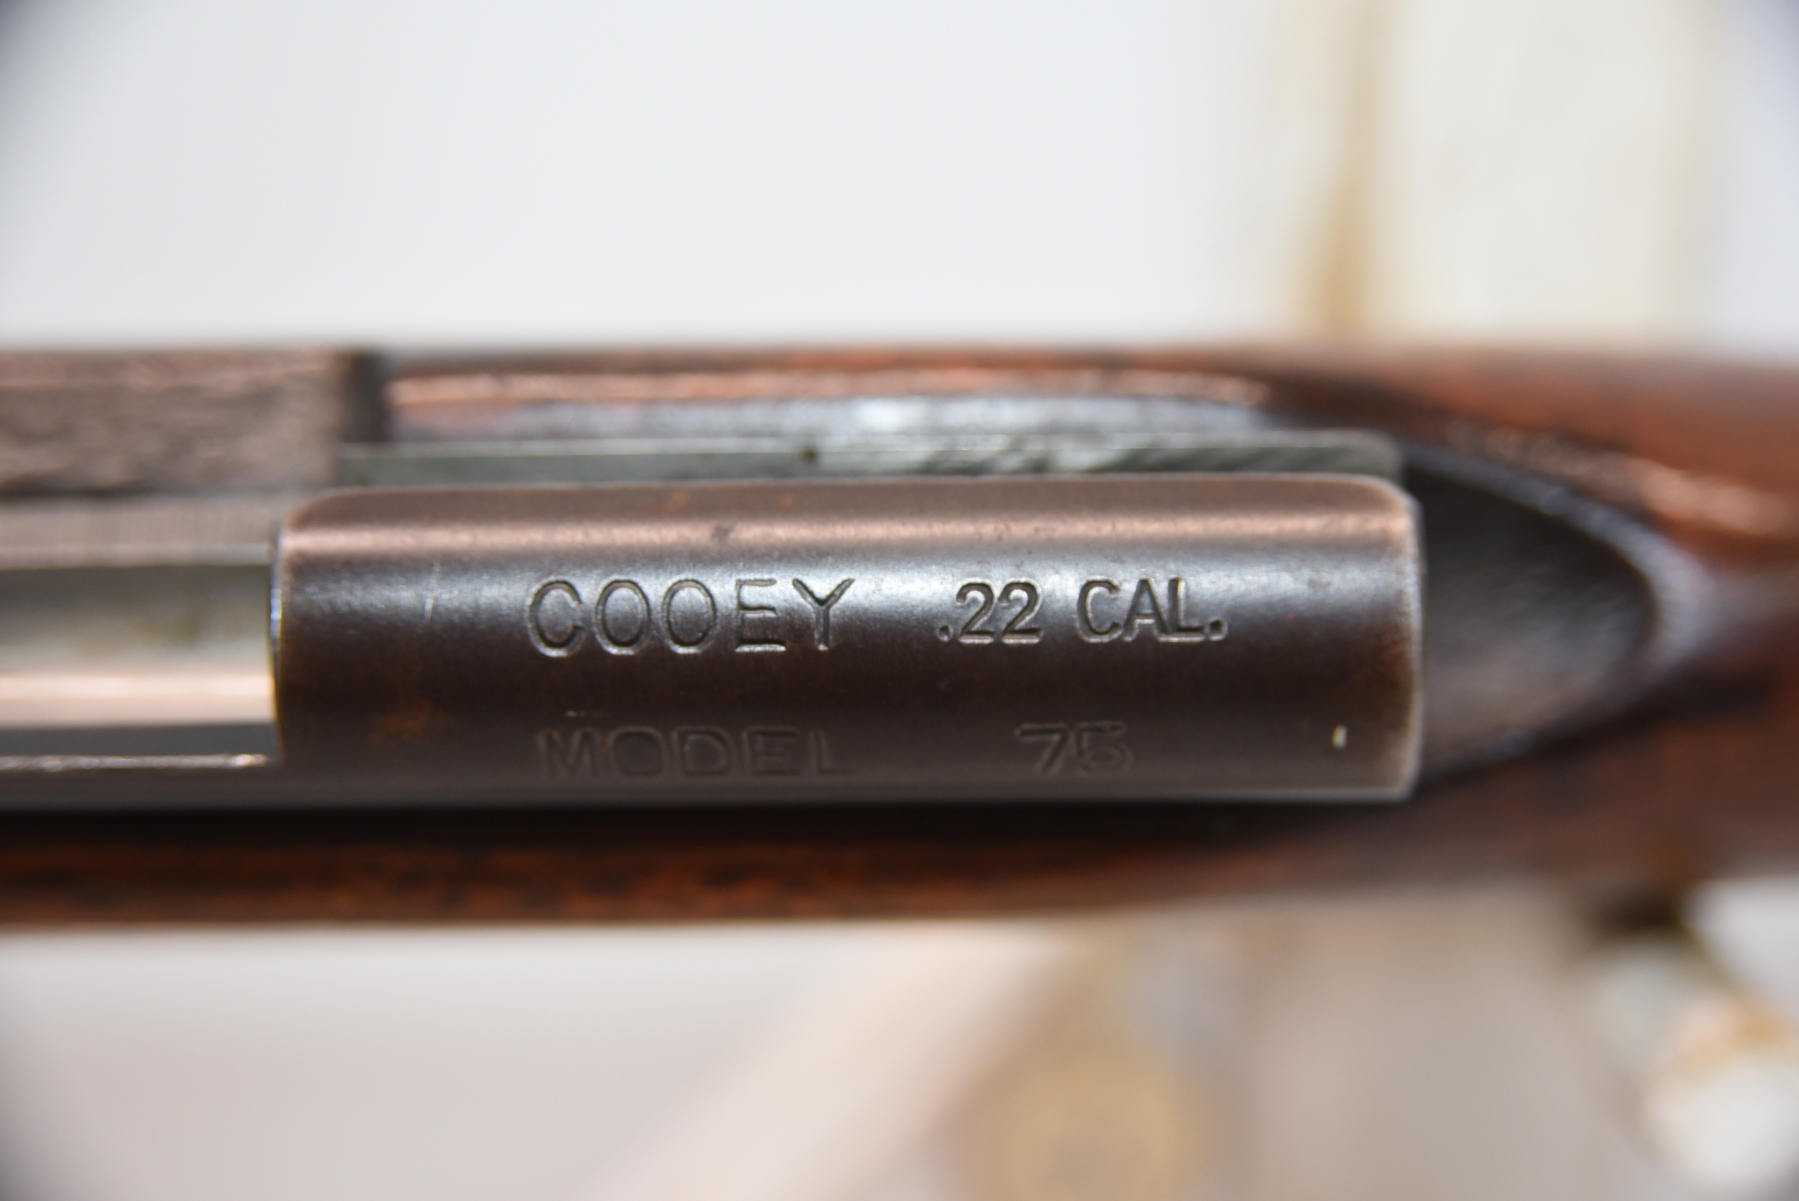 COOEY .22 CAL.
MODEL 75